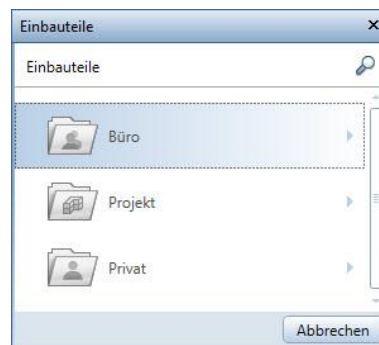 Einbauteile
Einbauteile
Büro
Projekt
Privat
Abbrechen